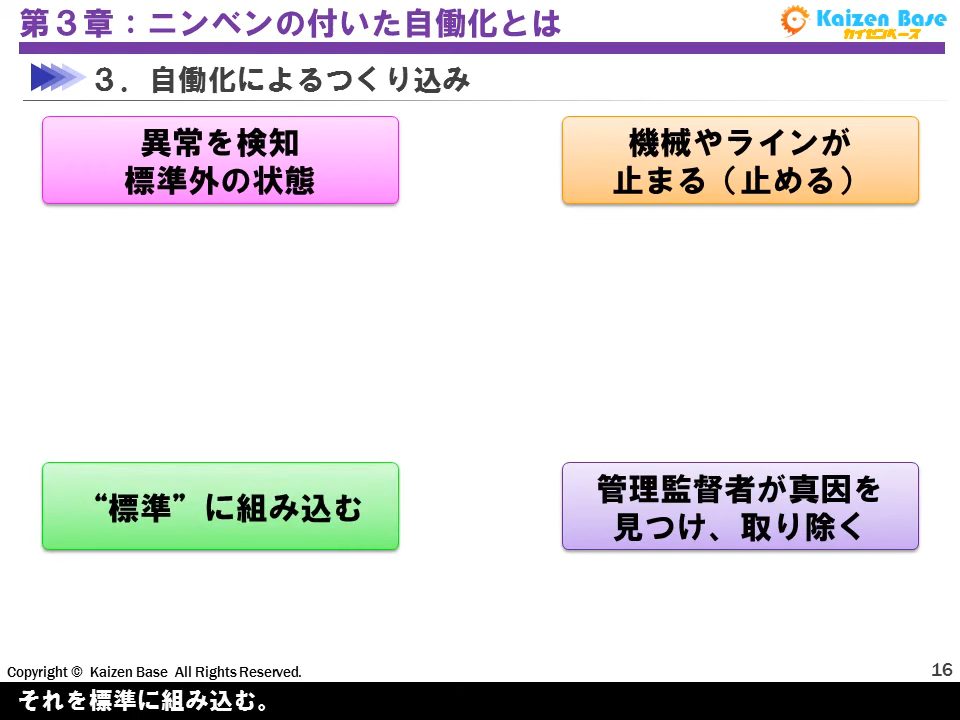 第３章：ニンベンの付いた自働化とは
Kaizen Base
カイゼンベース
３．自働化によるつくり込み
異常を検知
標準外の状態
機械やラインが
止まる（止める）
“標準”に組み込む
管理監督者が真因を
見つけ、取り除く
Copyright © Kaizen Base All Rights Reserved.
16
それを標準に組み込む。